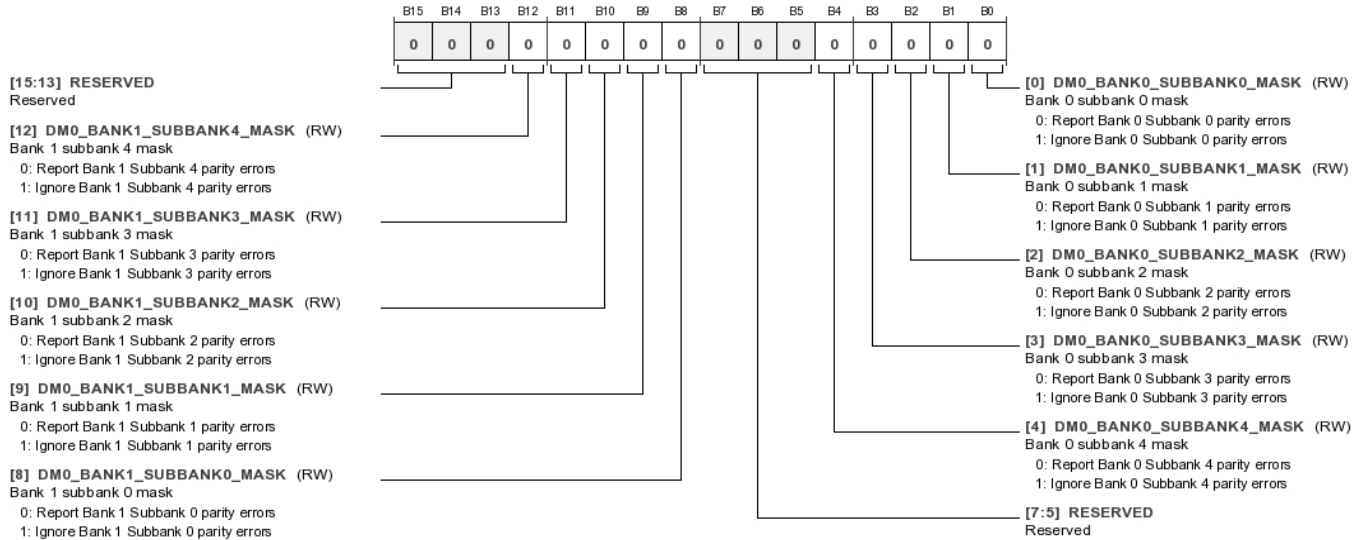 B15 B14 B13 B12 B11 B10 B9 B8 B7 B6 B5 B4 B3 B2 B1 B0
0 0 0 0 0 0 0 0 0 0 0 0 0 0 0 0
[15:13] RESERVED
Reserved
[12] DM0_BANK1_SUBBANK4_MASK (RW)
Bank 1 subbank 4 mask
0: Report Bank 1 Subbank 4 parity errors
1: Ignore Bank 1 Subbank 4 parity errors
[11] DM0_BANK1_SUBBANK3_MASK (RW)
Bank 1 subbank 3 mask
0: Report Bank 1 Subbank 3 parity errors
1: Ignore Bank 1 Subbank 3 parity errors
[10] DM0_BANK1_SUBBANK2_MASK (RW)
Bank 1 subbank 2 mask
0: Report Bank 1 Subbank 2 parity errors
1: Ignore Bank 1 Subbank 2 parity errors
[9] DM0_BANK1_SUBBANK1_MASK (RW)
Bank 1 subbank 1 mask
0: Report Bank 1 Subbank 1 parity errors
1: Ignore Bank 1 Subbank 1 parity errors
[8] DM0_BANK1_SUBBANK0_MASK (RW)
Bank 1 subbank 0 mask
0: Report Bank 1 Subbank 0 parity errors
1: Ignore Bank 1 Subbank 0 parity errors
[0] DM0_BANK0_SUBBANK0_MASK (RW)
Bank 0 subbank 0 mask
0: Report Bank 0 Subbank 0 parity errors
1: Ignore Bank 0 Subbank 0 parity errors
[1] DM0_BANK0_SUBBANK1_MASK (RW)
Bank 0 subbank 1 mask
0: Report Bank 0 Subbank 1 parity errors
1: Ignore Bank 0 Subbank 1 parity errors
[2] DM0_BANK0_SUBBANK2_MASK (RW)
Bank 0 subbank 2 mask
0: Report Bank 0 Subbank 2 parity errors
1: Ignore Bank 0 Subbank 2 parity errors
[3] DM0_BANK0_SUBBANK3_MASK (RW)
Bank 0 subbank 3 mask
0: Report Bank 0 Subbank 3 parity errors
1: Ignore Bank 0 Subbank 3 parity errors
[4] DM0_BANK0_SUBBANK4_MASK (RW)
Bank 0 subbank 4 mask
0: Report Bank 0 Subbank 4 parity errors
1: Ignore Bank 0 Subbank 4 parity errors
[7:5] RESERVED
Reserved